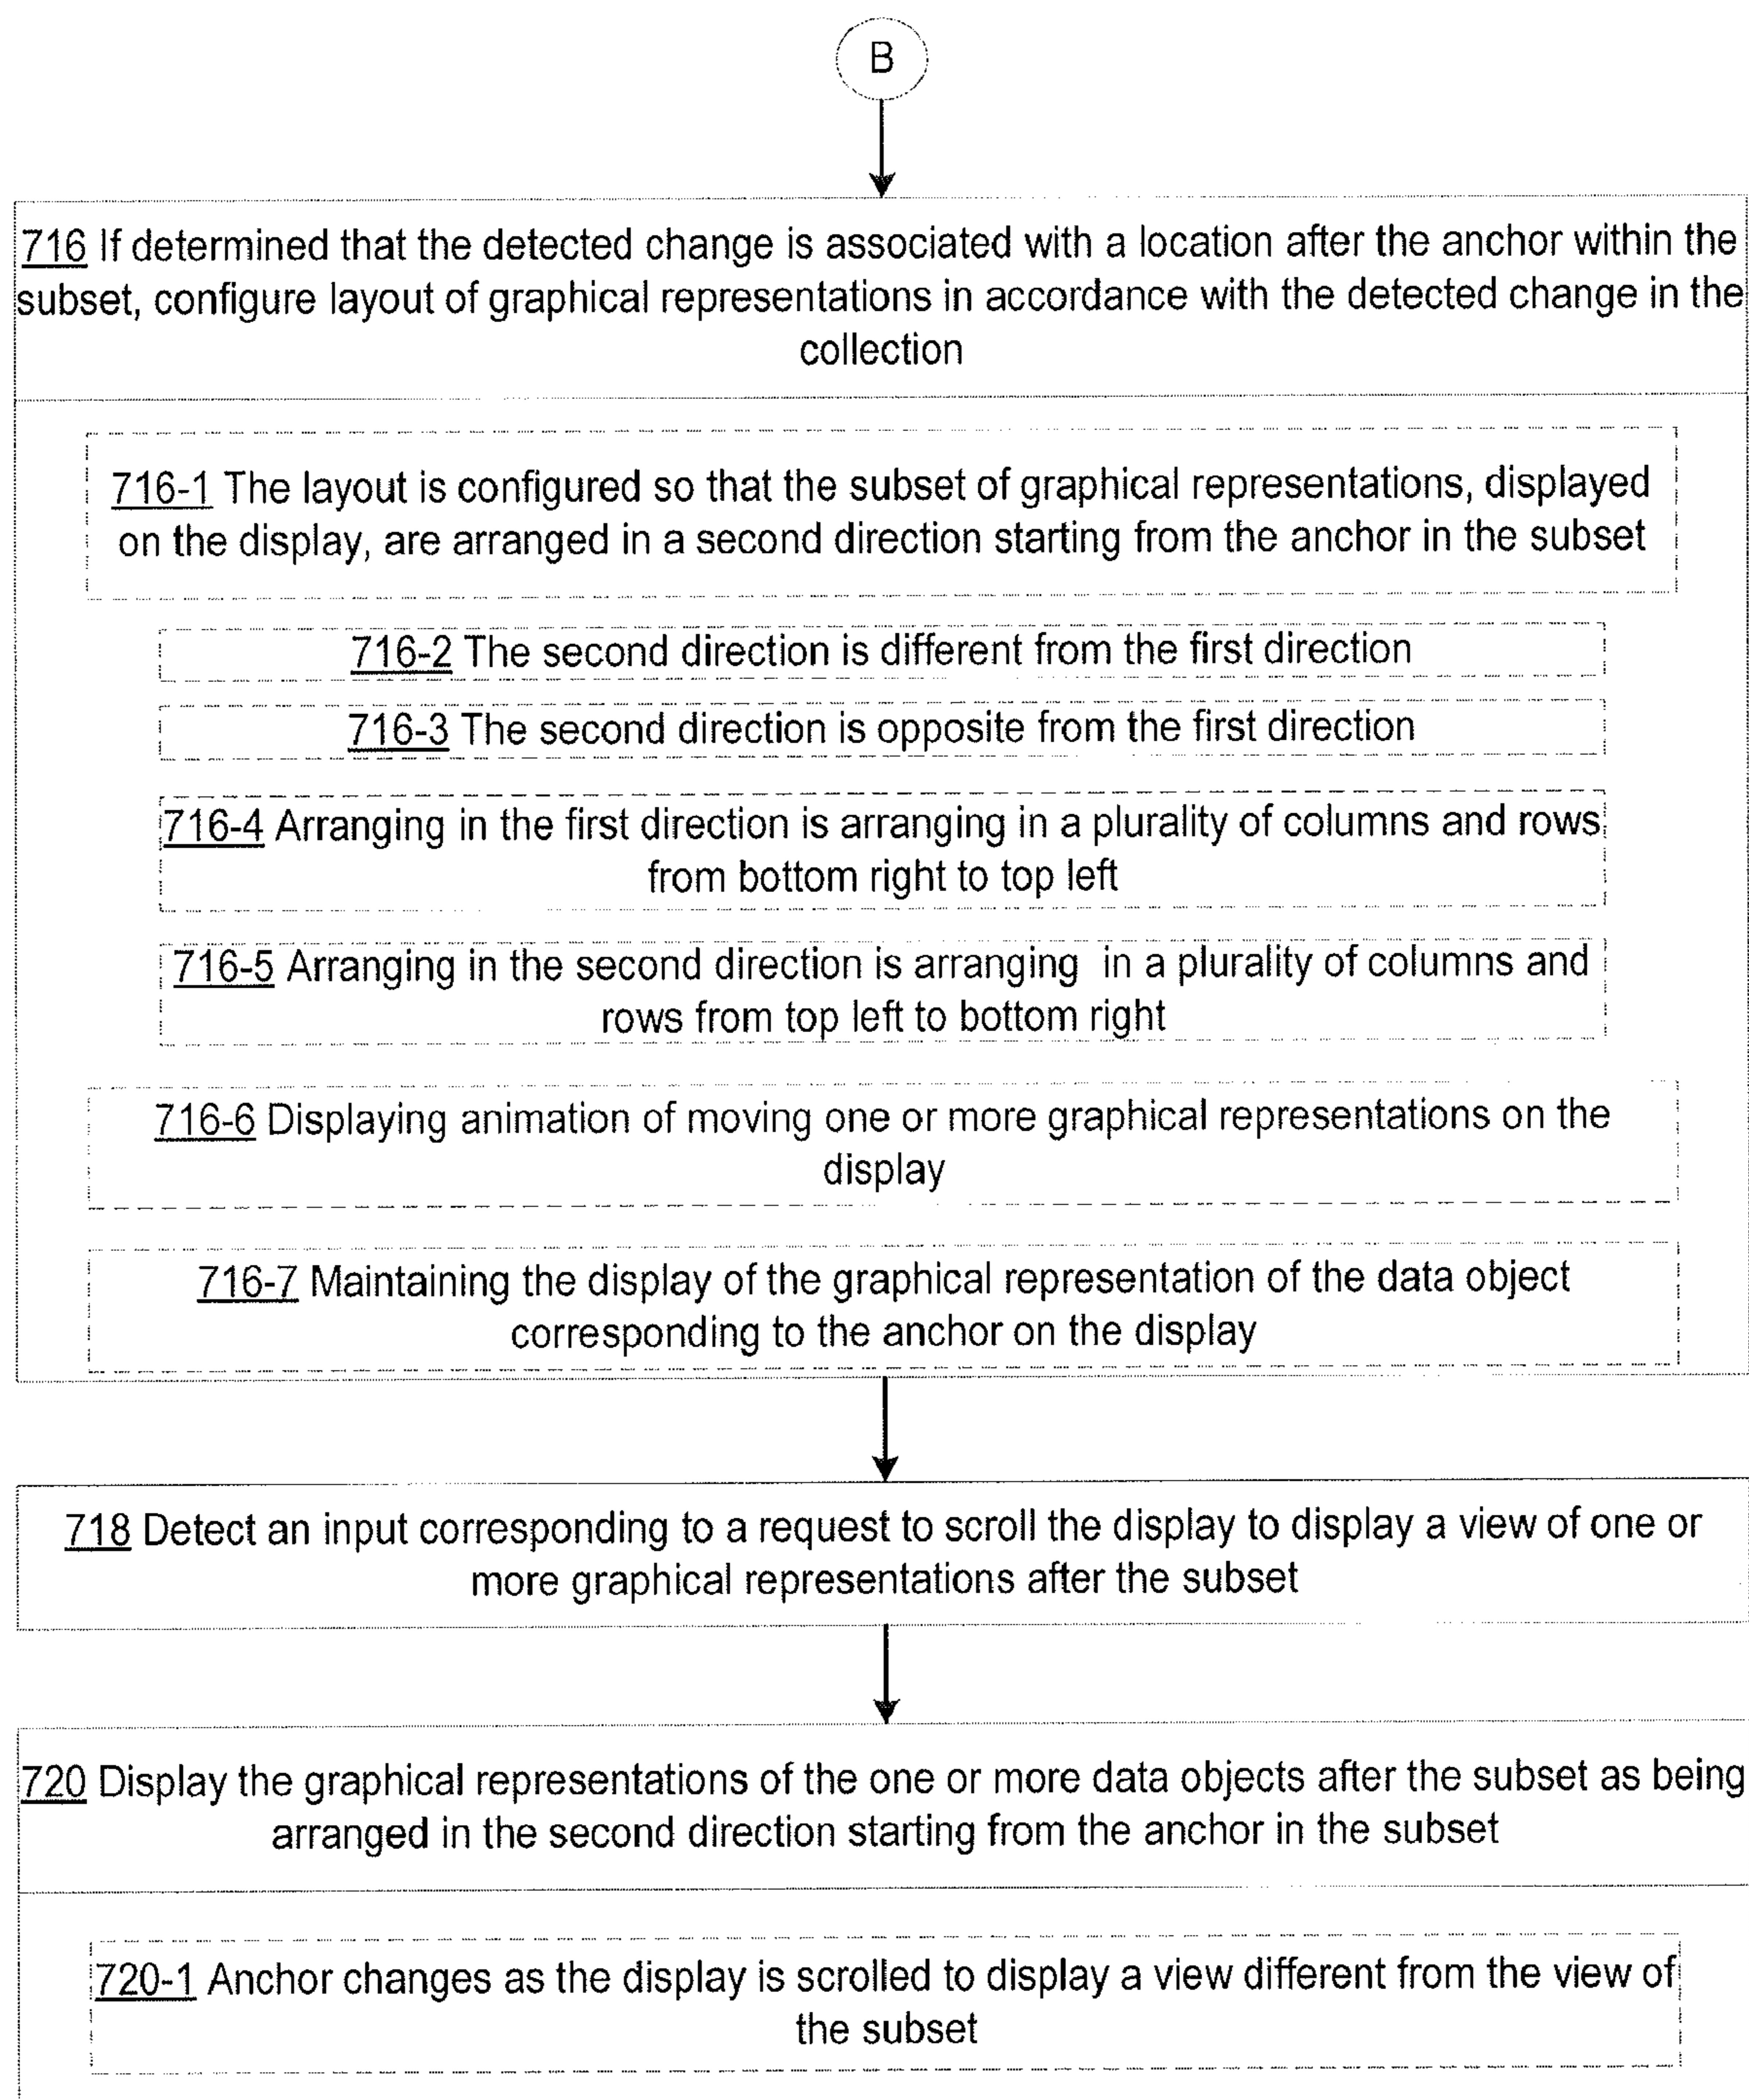 B
716 If determined that the detected change is associated with a location after the anchor within the
subset, configure layout of graphical representations in accordance with the detected change in the
collection
716-1 The layout is configured so that the subset of graphical representations, displayed
on the display, are arranged in a second direction starting from the anchor in the subset
716-2 The second direction is different from the first direction
716-3 The second direction is opposite from the first direction
716-4 Arranging in the first direction is arranging in a plurality of columns and rows
from bottom right to top left
716-5 Arranging in the second direction is arranging in a plurality of columns and
rows from top left to bottom right
716-6 Displaying animation of moving one or more graphical representations on the
display
716-7 Maintaining the display of the graphical representation of the data object
corresponding to the anchor on the display
718 Detect an input corresponding to a request to scroll the display to display a view of one or
more graphical representations after the subset
720 Display the graphical representations of the one or more data objects after the subset as being
arranged in the second direction starting from the anchor in the subset
720-1 Anchor changes as the display is scrolled to display a view different from the view of
the subset